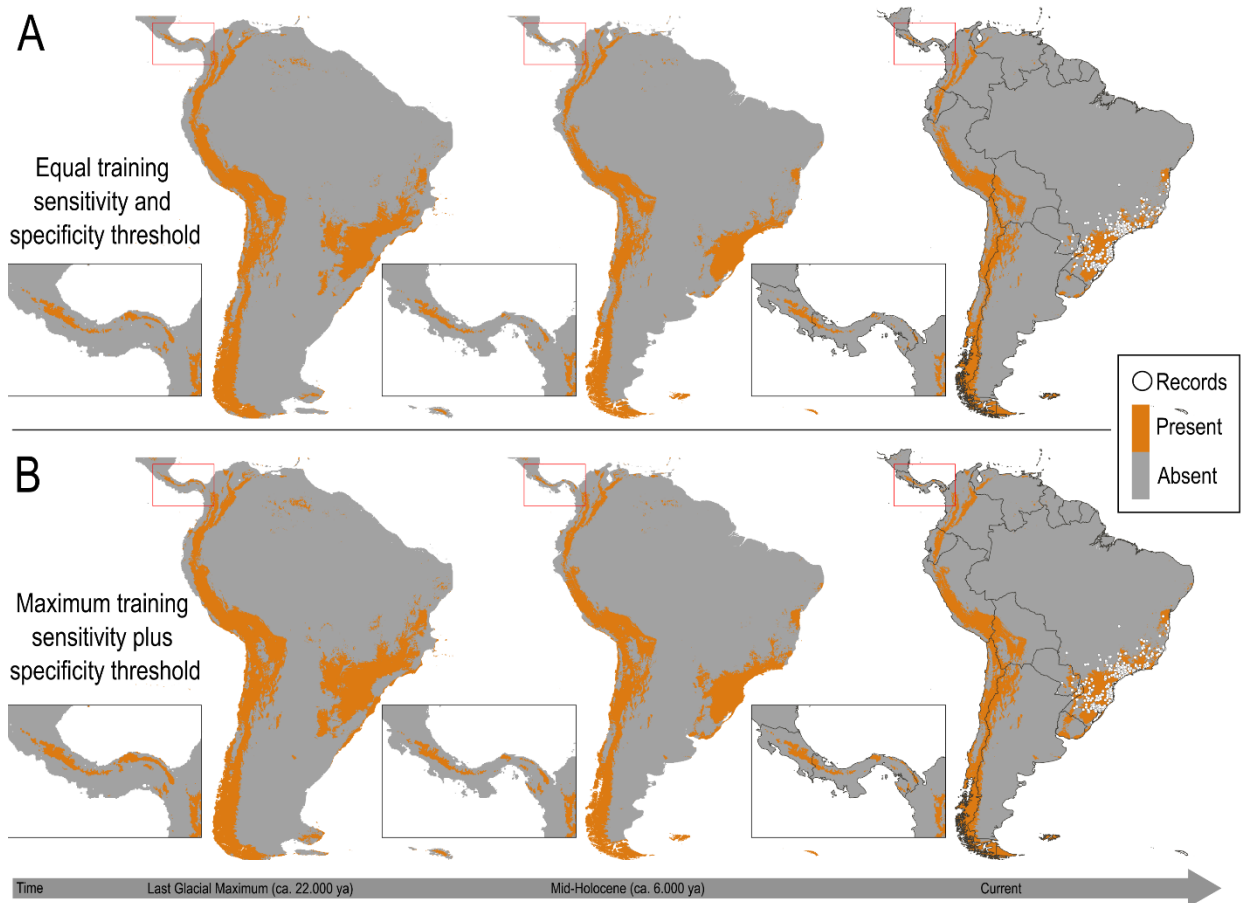 A
Equal training
sensitivity and
specificity threshold
Records
Present
Absent
B
Maximum training
sensitivity plus
specificity threshold
Time
Last Glacial Maximum (ca. 22.000 ya)
Mid-Holocene (ca. 6.000 ya)
Current